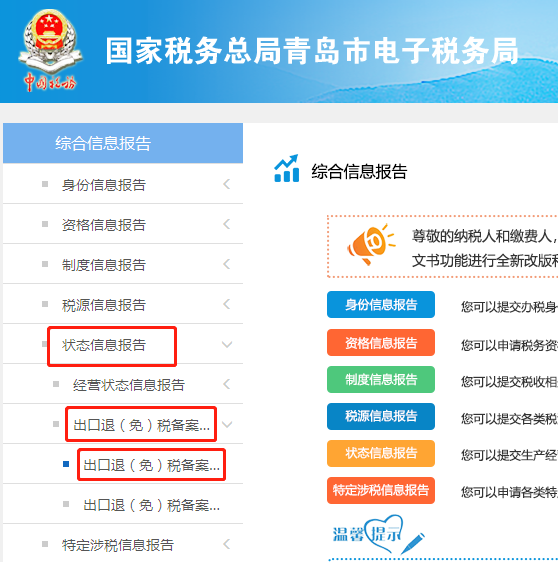 中国税务
国家税务总局青岛市电子税务局
综合信息报告
身份信息报告
资格信息报告
制度信息报告
税源信息报告
状态信息报告
经营状态信息报告
出口退（免）税备案...
出口退（免）税备案...
出口退（免）税备案...
特定涉税信息报告
综合信息报告
尊敬的纳税人和缴费人，
文书功能进行全新改版和
身份信息报告 您可以提交办税身
资格信息报告 您可以申请税务资
制度信息报告 您可以提交税收相
税源信息报告 您可以提交各类税
状态信息报告 您可以提交生产经
特定涉税信息报告 您可以申请各类特
温馨提示